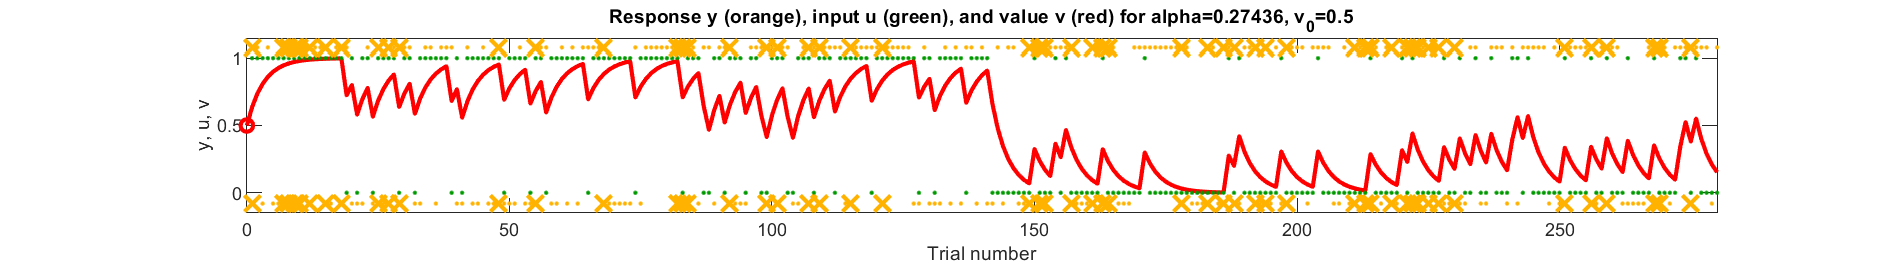 Response y (orange), input u (green), and value v (red) for alpha=0.27436, v_0=0.5
y, u, v
1
0.5
0
0 50 100 150 200 250
Trial number